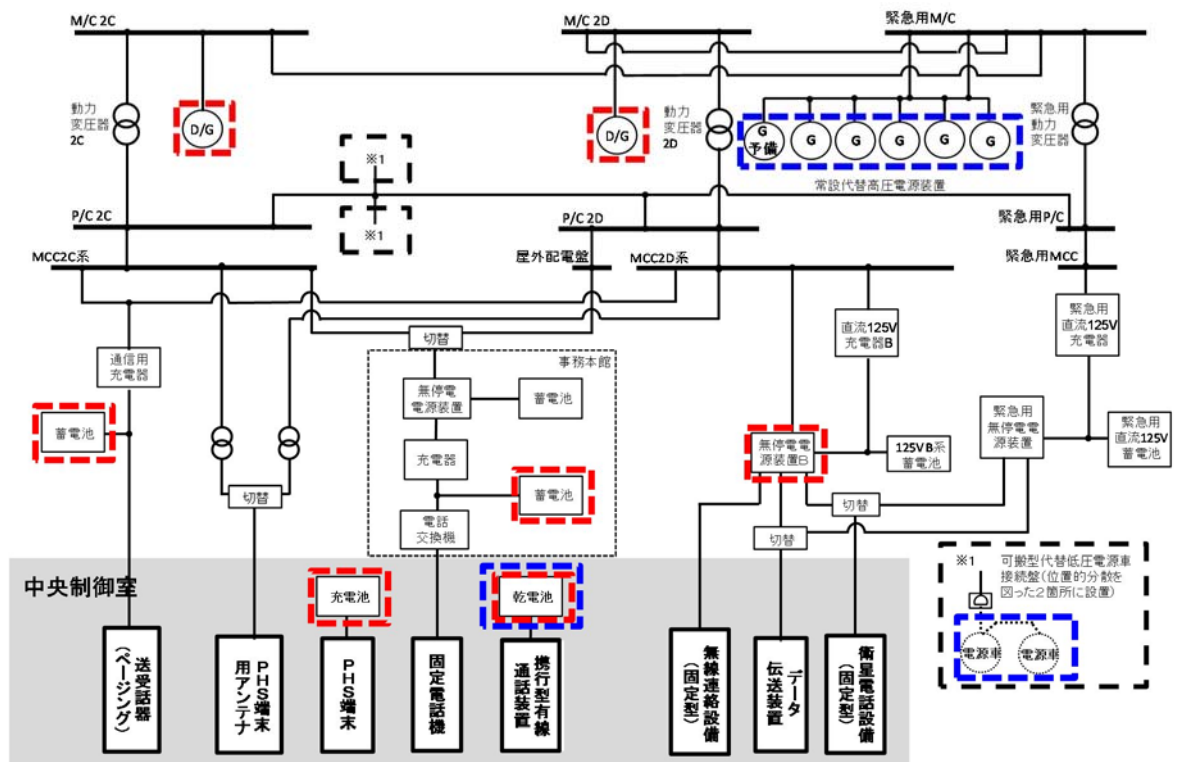 M/C 2C
M/C 2D
緊急用M/C
動力
変圧器
2C
D/G
D/G
動力
変圧器
2D
G
予備
G
G
G
G
G
緊急用
動力
変圧器
常設代替高圧電源装置
※1
※1
P/C 2C
P/C 2D
緊急用P/C
MCC2C系
屋外配電盤
MCC2D系
緊急用MCC
通信用
充電器
蓄電池
切替
切替
事務本館
無停電
電源装置
蓄電池
充電器
蓄電池
電話
交換機
直流125V
充電器B
無停電電
源装置B
125V B系
蓄電池
緊急用
直流125V
充電器
緊急用
無停電電
源装置
緊急用
直流125V
蓄電池
切替
切替
中央制御室
充電池
乾電池
送受話器
(ページング)
PHS端末
用アンテナ
PHS端末
固定電話機
携行型有線
通話装置
無線連絡設備
(固定型)
データ
伝送装置
衛星電話設備
(固定型)
※1 可搬型代替低圧電源車
接続盤(位置的分散を
図った2箇所に設置)
電源車
電源車